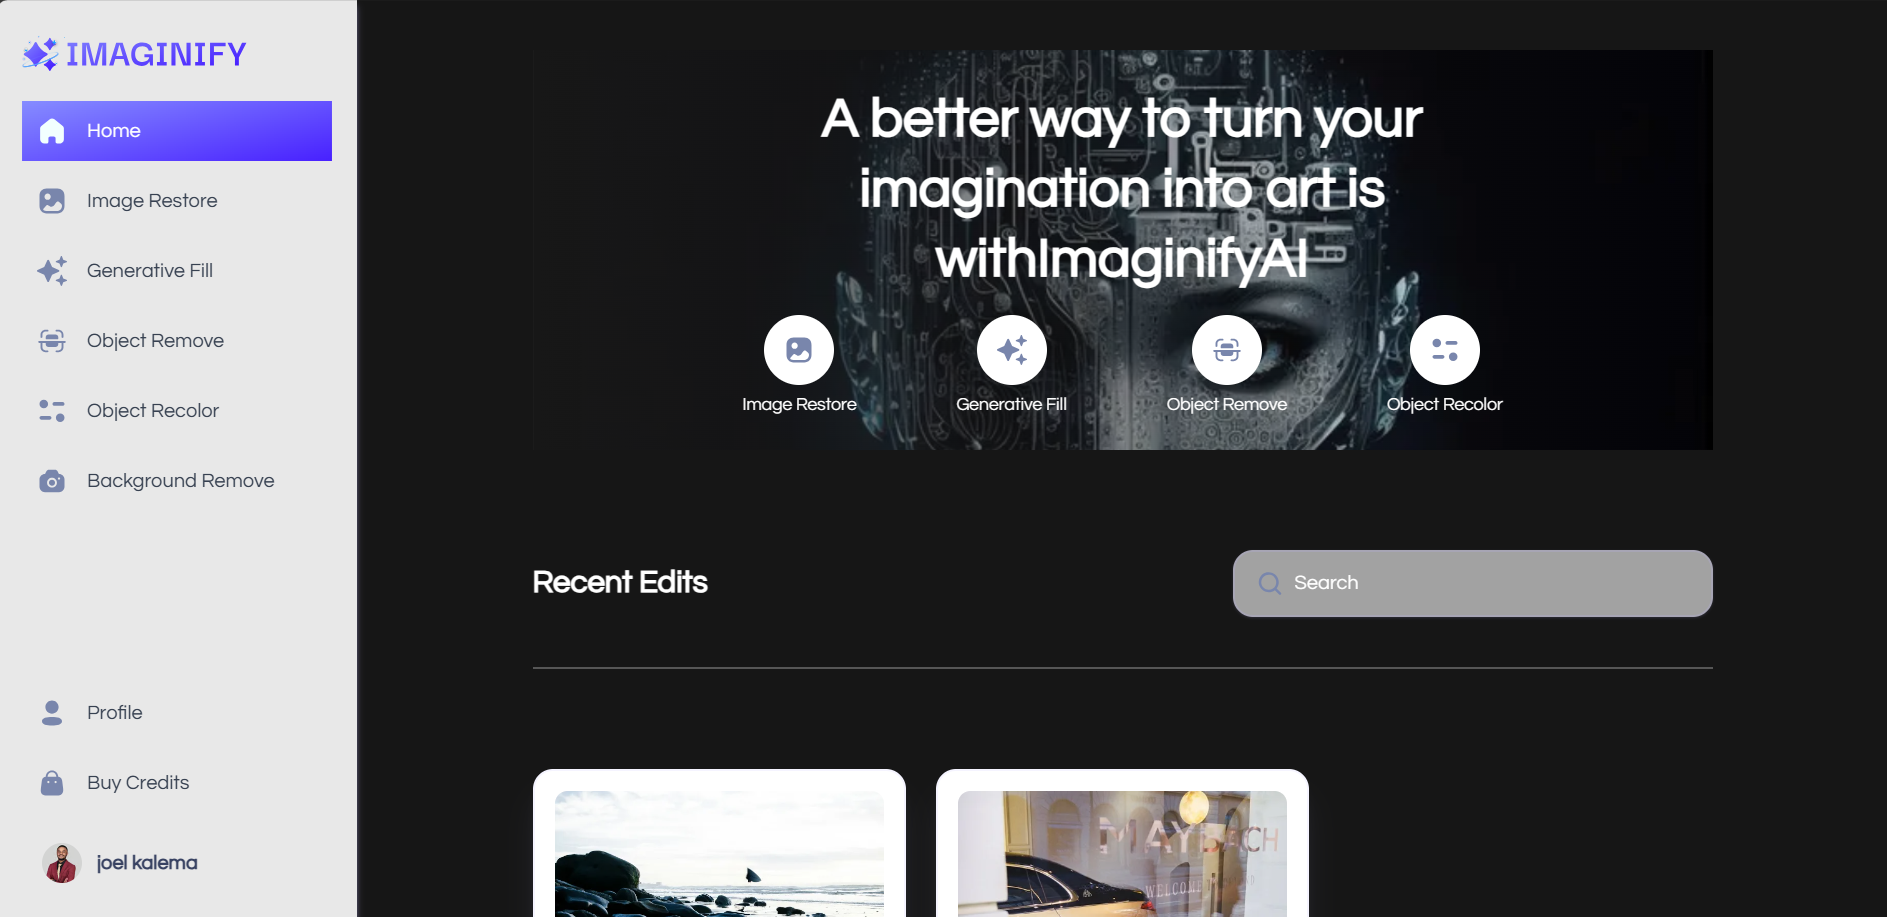 IMAGINIFY
Home
Image Restore
Generative Fill
Object Remove
Object Recolor
Background Remove
Profile
Buy Credits
joel kalema
A better way to turn your
imagination into art is
withImaginifyAI
Image Restore
Generative Fill
Object Remove
Object Recolor
Recent Edits
Search
MAYBACH
WELCOME